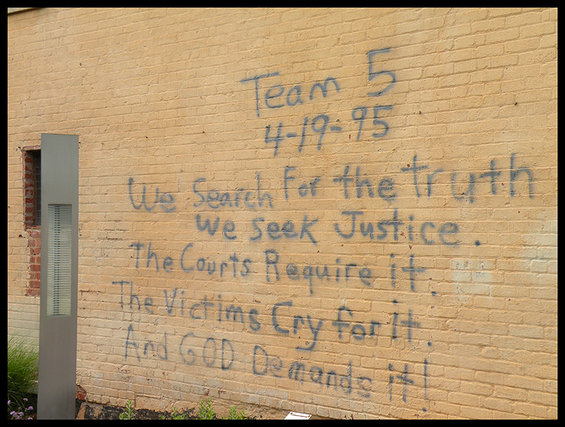 Team 5
4-19-95
We Search For the truth
We seek Justice.
The Courts Require it.
The Victims Cry for it.
And GOD Demands it!